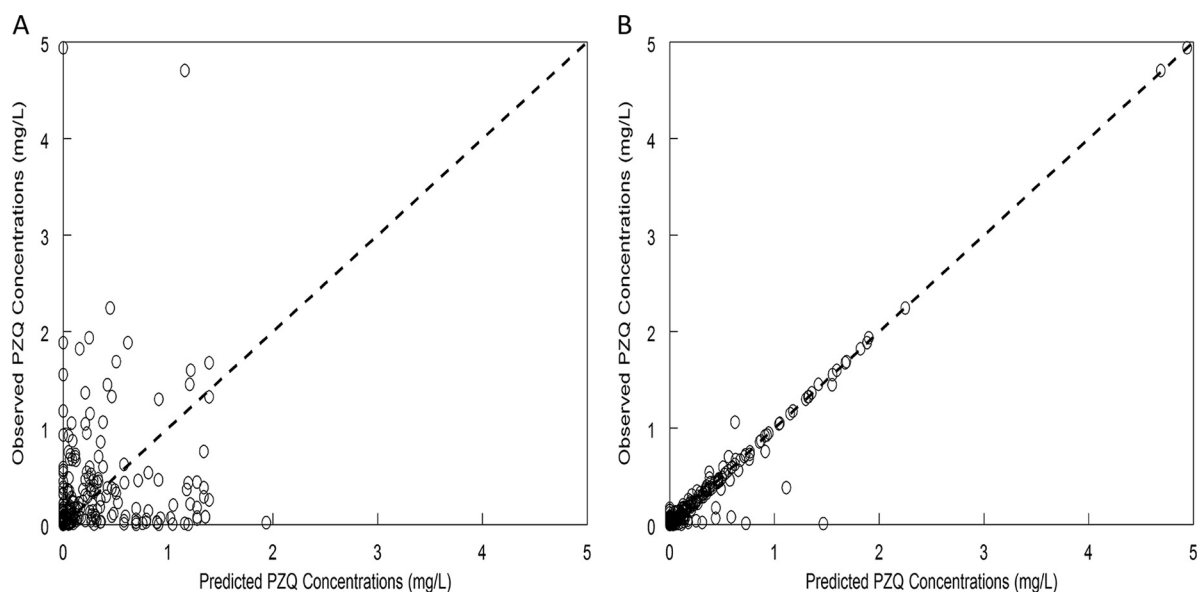 A
B
Observed PZQ Concentrations (mg/L)
5
4
3
2
1
0
0 1 2 3 4 5
Predicted PZQ Concentrations (mg/L)
Observed PZQ Concentrations (mg/L)
5
4
3
2
1
0
0 1 2 3 4 5
Predicted PZQ Concentrations (mg/L)